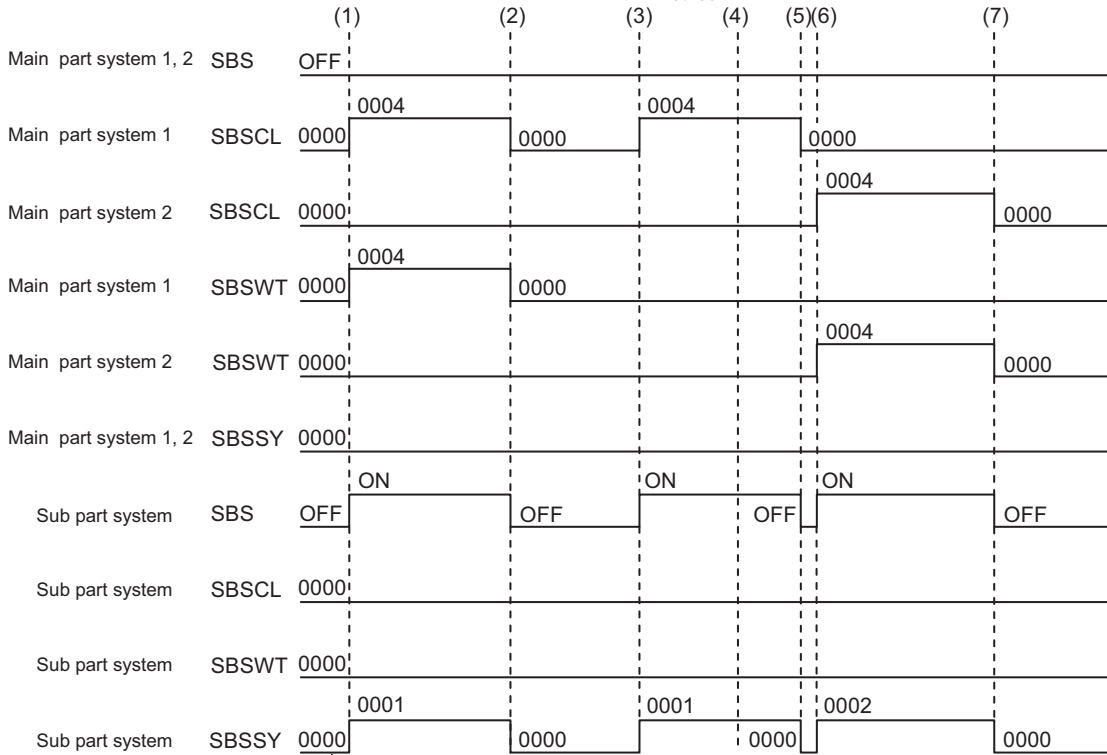 (1) (2) (3) (4) (5)(6) (7)
Main part system 1, 2 SBS OFF
0004 0004
Main part system 1 SBSCL 0000 0000 0000
0004
Main part system 2 SBSCL 0000 0000
0004
Main part system 1 SBSWT 0000 0000
0004
Main part system 2 SBSWT 0000 0000
Main part system 1, 2 SBSSY 0000
ON ON ON
Sub part system SBS OFF OFF OFF OFF
Sub part system SBSCL 0000
Sub part system SBSWT 0000
0001 0001 0002
Sub part system SBSSY 0000 0000 0000 0000